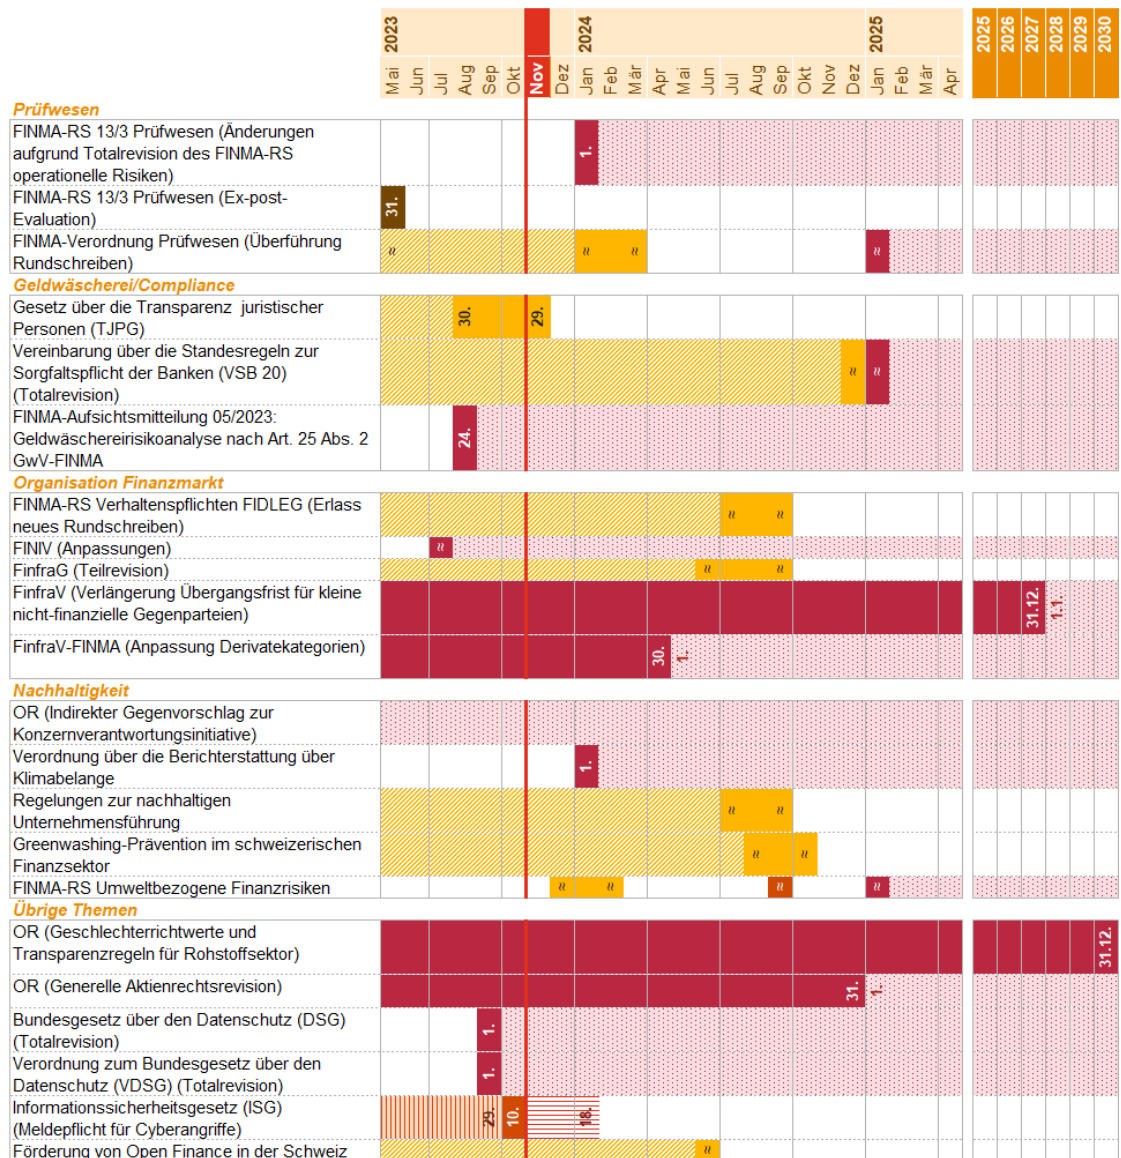 2023 2024 2025 2025 2026 2027 2028 2029 2030
Mai Jun Jul Aug Sep Okt Nov Dez Jan Feb Mär Apr Mai Jun Jul Aug Sep Okt Nov Dez Jan Feb Mär Apr
Prüfwesen
FINMA-RS 13/3 Prüfwesen (Änderungen
aufgrund Totalrevision des FINMA-RS
operationelle Risiken)
1.
FINMA-RS 13/3 Prüfwesen (Ex-post-
Evaluation)
31.
FINMA-Verordnung Prüfwesen (Überführung
Rundschreiben)
≈ ≈ ≈ ≈
Geldwäscherei/Compliance
Gesetz über die Transparenz juristischer
Personen (TJPG)
30. 29.
Vereinbarung über die Standesregeln zur
Sorgfaltspflicht der Banken (VSB 20)
(Totalrevision)
≈ ≈
FINMA-Aufsichtsmitteilung 05/2023:
Geldwäschereirisikoanalyse nach Art. 25 Abs. 2
GwV-FINMA
24.
Organisation Finanzmarkt
FINMA-RS Verhaltenspflichten FIDLEG (Erlass
neues Rundschreiben)
≈ ≈
FINIV (Anpassungen)
≈
FinfraG (Teilrevision)
≈ ≈
FinfraV (Verlängerung Übergangsfrist für kleine
nicht-finanzielle Gegenparteien)
31.12. 1.1.
FinfraV-FINMA (Anpassung Derivatekategorien)
30. 1.
Nachhaltigkeit
OR (Indirekter Gegenvorschlag zur
Konzernverantwortungsinitiative)
Verordnung über die Berichterstattung über
Klimabelange
1.
Regelungen zur nachhaltigen
Unternehmensführung
≈ ≈
Greenwashing-Prävention im schweizerischen
Finanzsektor
≈ ≈
FINMA-RS Umweltbezogene Finanzrisiken
≈ ≈ ≈ ≈
Übrige Themen
OR (Geschlechterrichtwerte und
Transparenzregeln für Rohstoffsektor)
31.12.
OR (Generelle Aktienrechtsrevision)
31. 1.
Bundesgesetz über den Datenschutz (DSG)
(Totalrevision)
1.
Verordnung zum Bundesgesetz über den
Datenschutz (VDSG) (Totalrevision)
1.
Informationssicherheitsgesetz (ISG)
(Meldepflicht für Cyberangriffe)
29. 10. 18.
Förderung von Open Finance in der Schweiz
≈